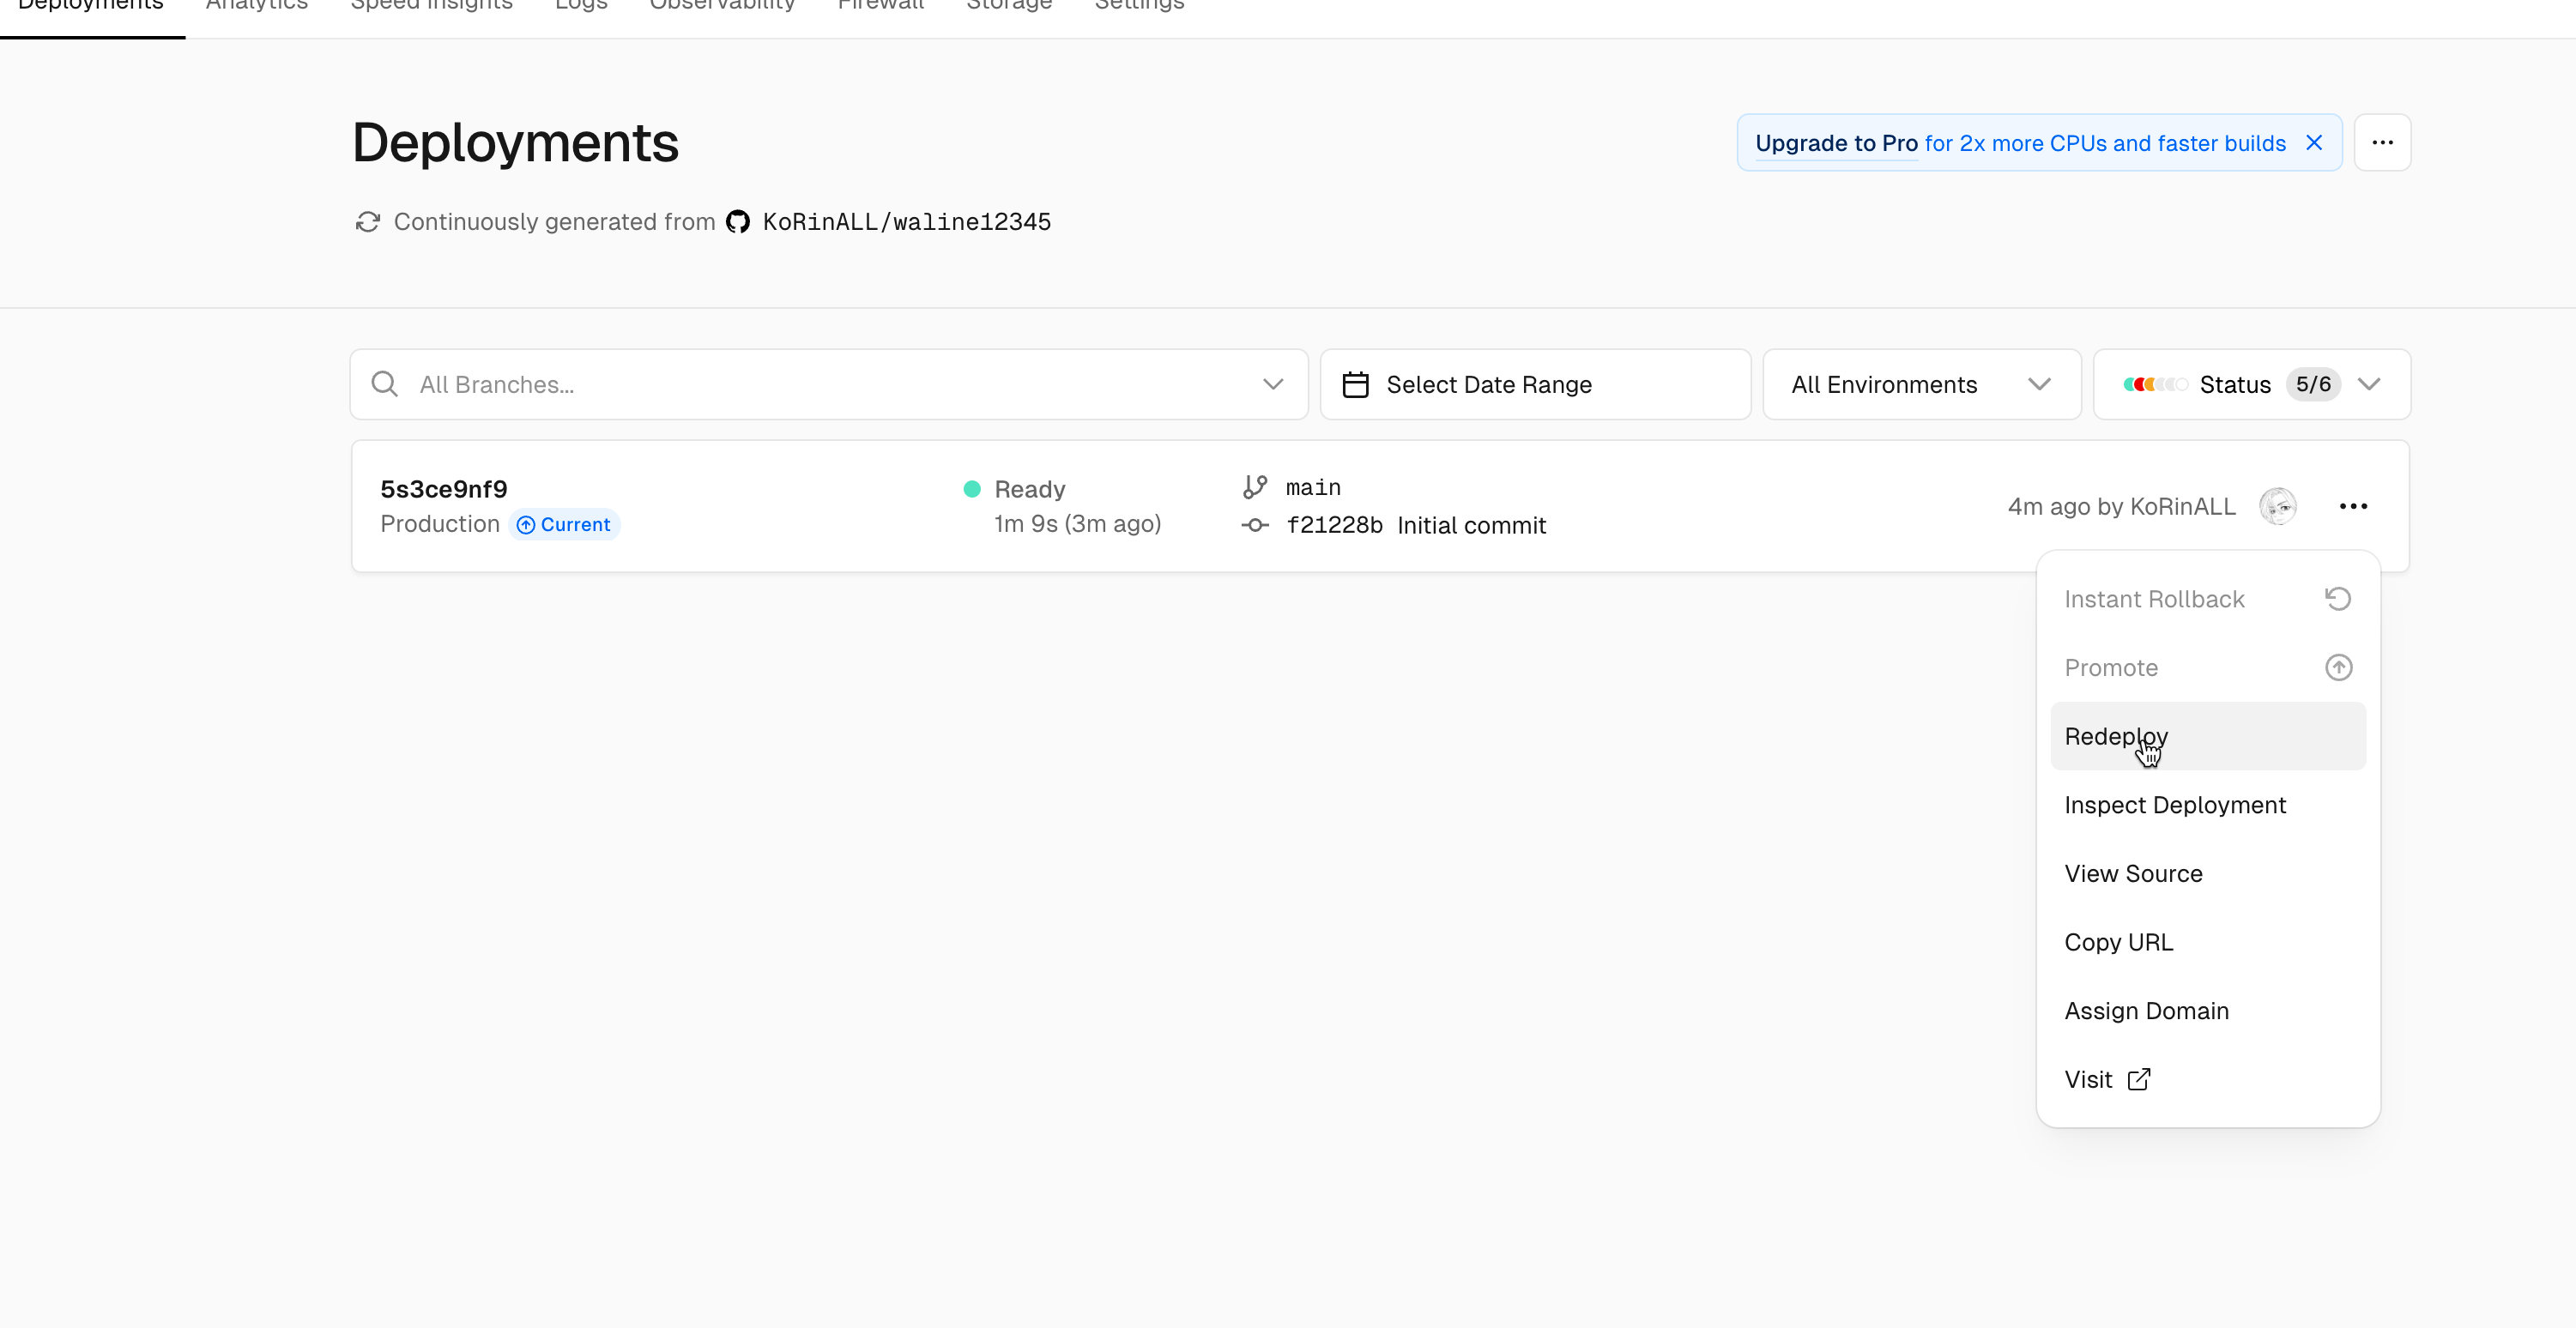 Deployments Analytics Speed Insights Logs Observability Firewall Storage Settings
Deployments
Upgrade to Pro for 2x more CPUs and faster builds
Continuously generated from KoRinALL/waline12345
All Branches...
Select Date Range
All Environments
Status 5/6
5s3ce9nf9
Production Current
Ready
1m 9s (3m ago)
main
f21228b Initial commit
4m ago by KoRinALL
Instant Rollback
Promote
Redeploy
Inspect Deployment
View Source
Copy URL
Assign Domain
Visit